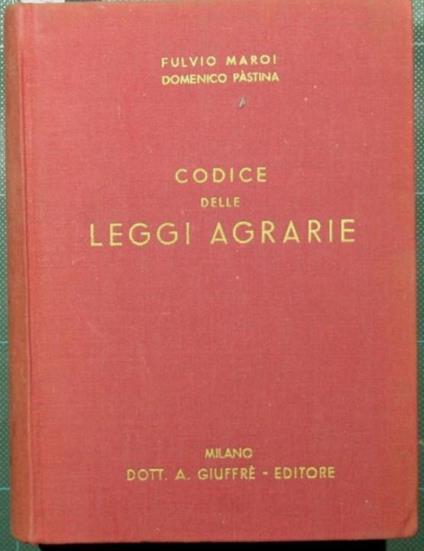 FULVIO MAROI
DOMENICO PÀSTINA
CODICE
DELLE
LEGGI AGRARIE
MILANO
DOTT. A. GIUFFRÈ - EDITORE